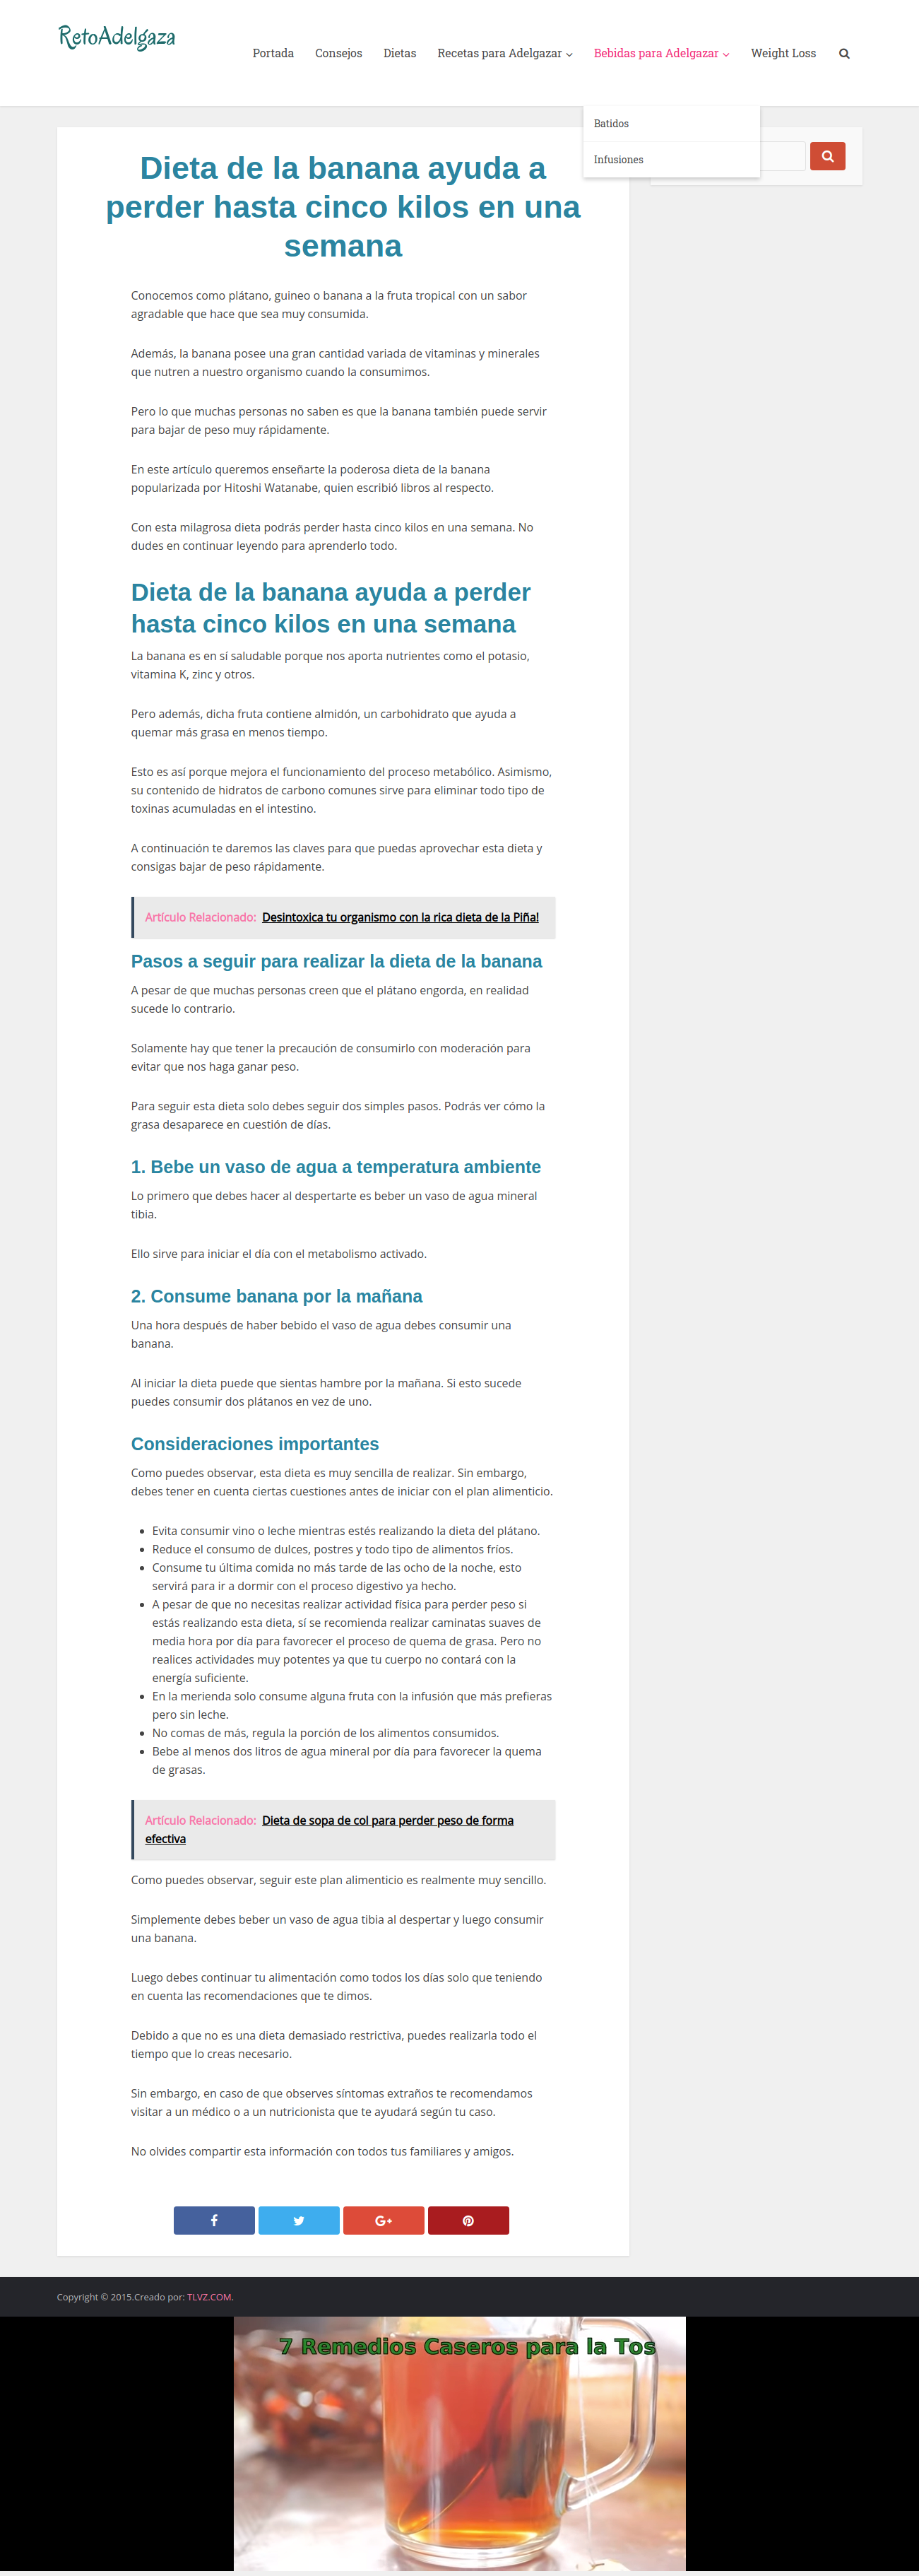 RetoAdelgaza
Portada Consejos Dietas Recetas para Adelgazar Bebidas para Adelgazar Weight Loss
Batidos
Infusiones
Dieta de la banana ayuda a
perder hasta cinco kilos en una
semana
Conocemos como plátano, guineo o banana a la fruta tropical con un sabor
agradable que hace que sea muy consumida.
Además, la banana posee una gran cantidad variada de vitaminas y minerales
que nutren a nuestro organismo cuando la consumimos.
Pero lo que muchas personas no saben es que la banana también puede servir
para bajar de peso muy rápidamente.
En este artículo queremos enseñarte la poderosa dieta de la banana
popularizada por Hitoshi Watanabe, quien escribió libros al respecto.
Con esta milagrosa dieta podrás perder hasta cinco kilos en una semana. No
dudes en continuar leyendo para aprenderlo todo.
Dieta de la banana ayuda a perder
hasta cinco kilos en una semana
La banana es en sí saludable porque nos aporta nutrientes como el potasio,
vitamina K, zinc y otros.
Pero además, dicha fruta contiene almidón, un carbohidrato que ayuda a
quemar más grasa en menos tiempo.
Esto es así porque mejora el funcionamiento del proceso metabólico. Asimismo,
su contenido de hidratos de carbono comunes sirve para eliminar todo tipo de
toxinas acumuladas en el intestino.
A continuación te daremos las claves para que puedas aprovechar esta dieta y
consigas bajar de peso rápidamente.
Artículo Relacionado: Desintoxica tu organismo con la rica dieta de la Piña!
Pasos a seguir para realizar la dieta de la banana
A pesar de que muchas personas creen que el plátano engorda, en realidad
sucede lo contrario.
Solamente hay que tener la precaución de consumirlo con moderación para
evitar que nos haga ganar peso.
Para seguir esta dieta solo debes seguir dos simples pasos. Podrás ver cómo la
grasa desaparece en cuestión de días.
1. Bebe un vaso de agua a temperatura ambiente
Lo primero que debes hacer al despertarte es beber un vaso de agua mineral
tibia.
Ello sirve para iniciar el día con el metabolismo activado.
2. Consume banana por la mañana
Una hora después de haber bebido el vaso de agua debes consumir una
banana.
Al iniciar la dieta puede que sientas hambre por la mañana. Si esto sucede
puedes consumir dos plátanos en vez de uno.
Consideraciones importantes
Como puedes observar, esta dieta es muy sencilla de realizar. Sin embargo,
debes tener en cuenta ciertas cuestiones antes de iniciar con el plan alimenticio.
Evita consumir vino o leche mientras estés realizando la dieta del plátano.
Reduce el consumo de dulces, postres y todo tipo de alimentos fríos.
Consume tu última comida no más tarde de las ocho de la noche, esto
servirá para ir a dormir con el proceso digestivo ya hecho.
A pesar de que no necesitas realizar actividad física para perder peso si
estás realizando esta dieta, sí se recomienda realizar caminatas suaves de
media hora por día para favorecer el proceso de quema de grasa. Pero no
realices actividades muy potentes ya que tu cuerpo no contará con la
energía suficiente.
En la merienda solo consume alguna fruta con la infusión que más prefieras
pero sin leche.
No comas de más, regula la porción de los alimentos consumidos.
Bebe al menos dos litros de agua mineral por día para favorecer la quema
de grasas.
Artículo Relacionado: Dieta de sopa de col para perder peso de forma
efectiva
Como puedes observar, seguir este plan alimenticio es realmente muy sencillo.
Simplemente debes beber un vaso de agua tibia al despertar y luego consumir
una banana.
Luego debes continuar tu alimentación como todos los días solo que teniendo
en cuenta las recomendaciones que te dimos.
Debido a que no es una dieta demasiado restrictiva, puedes realizarla todo el
tiempo que lo creas necesario.
Sin embargo, en caso de que observes síntomas extraños te recomendamos
visitar a un médico o a un nutricionista que te ayudará según tu caso.
No olvides compartir esta información con todos tus familiares y amigos.
Copyright © 2015.Creado por: TLVZ.COM.
7 Remedios Caseros para la Tos